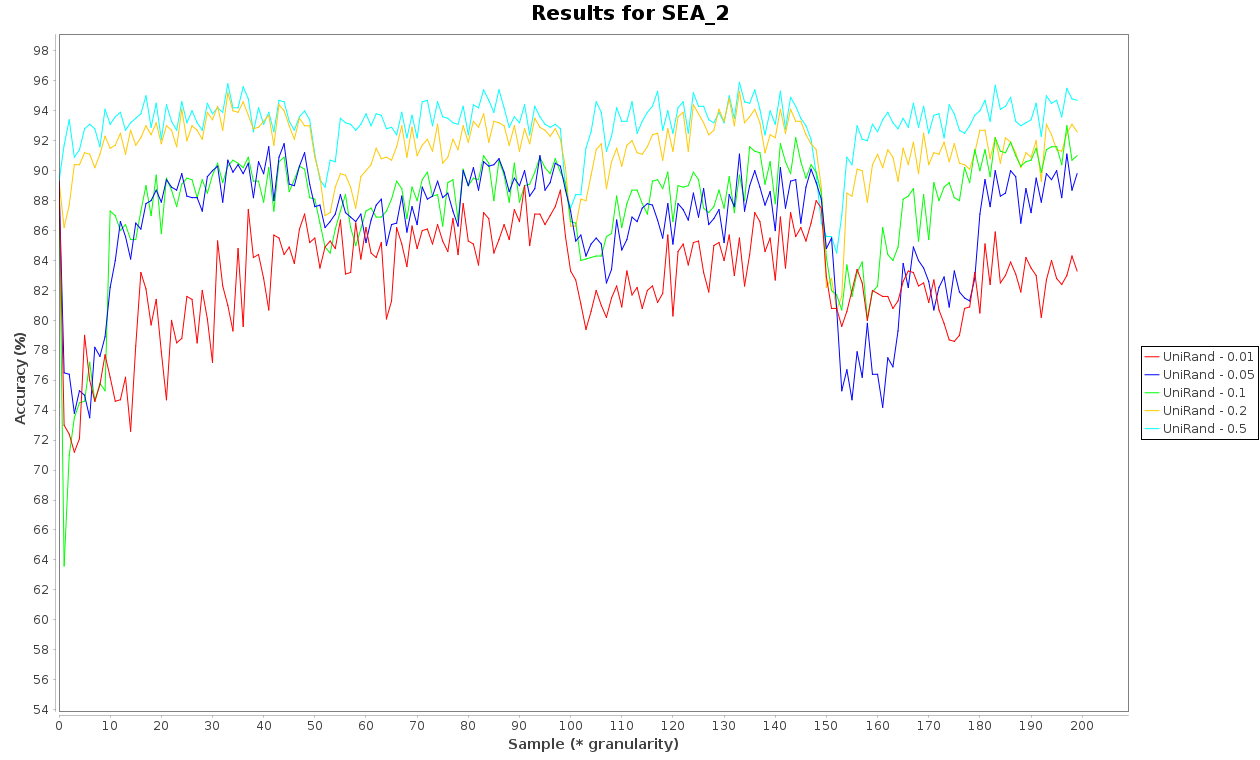 Results for SEA_2
98
96
94
92
90
88
86
84
82
80
78
76
74
72
70
68
66
64
62
60
58
56
54
Accuracy (%)
0 10 20 30 40 50 60 70 80 90 100 110 120 130 140 150 160 170 180 190 200
Sample (* granularity)
UniRand - 0.01
UniRand - 0.05
UniRand - 0.1
UniRand - 0.2
UniRand - 0.5